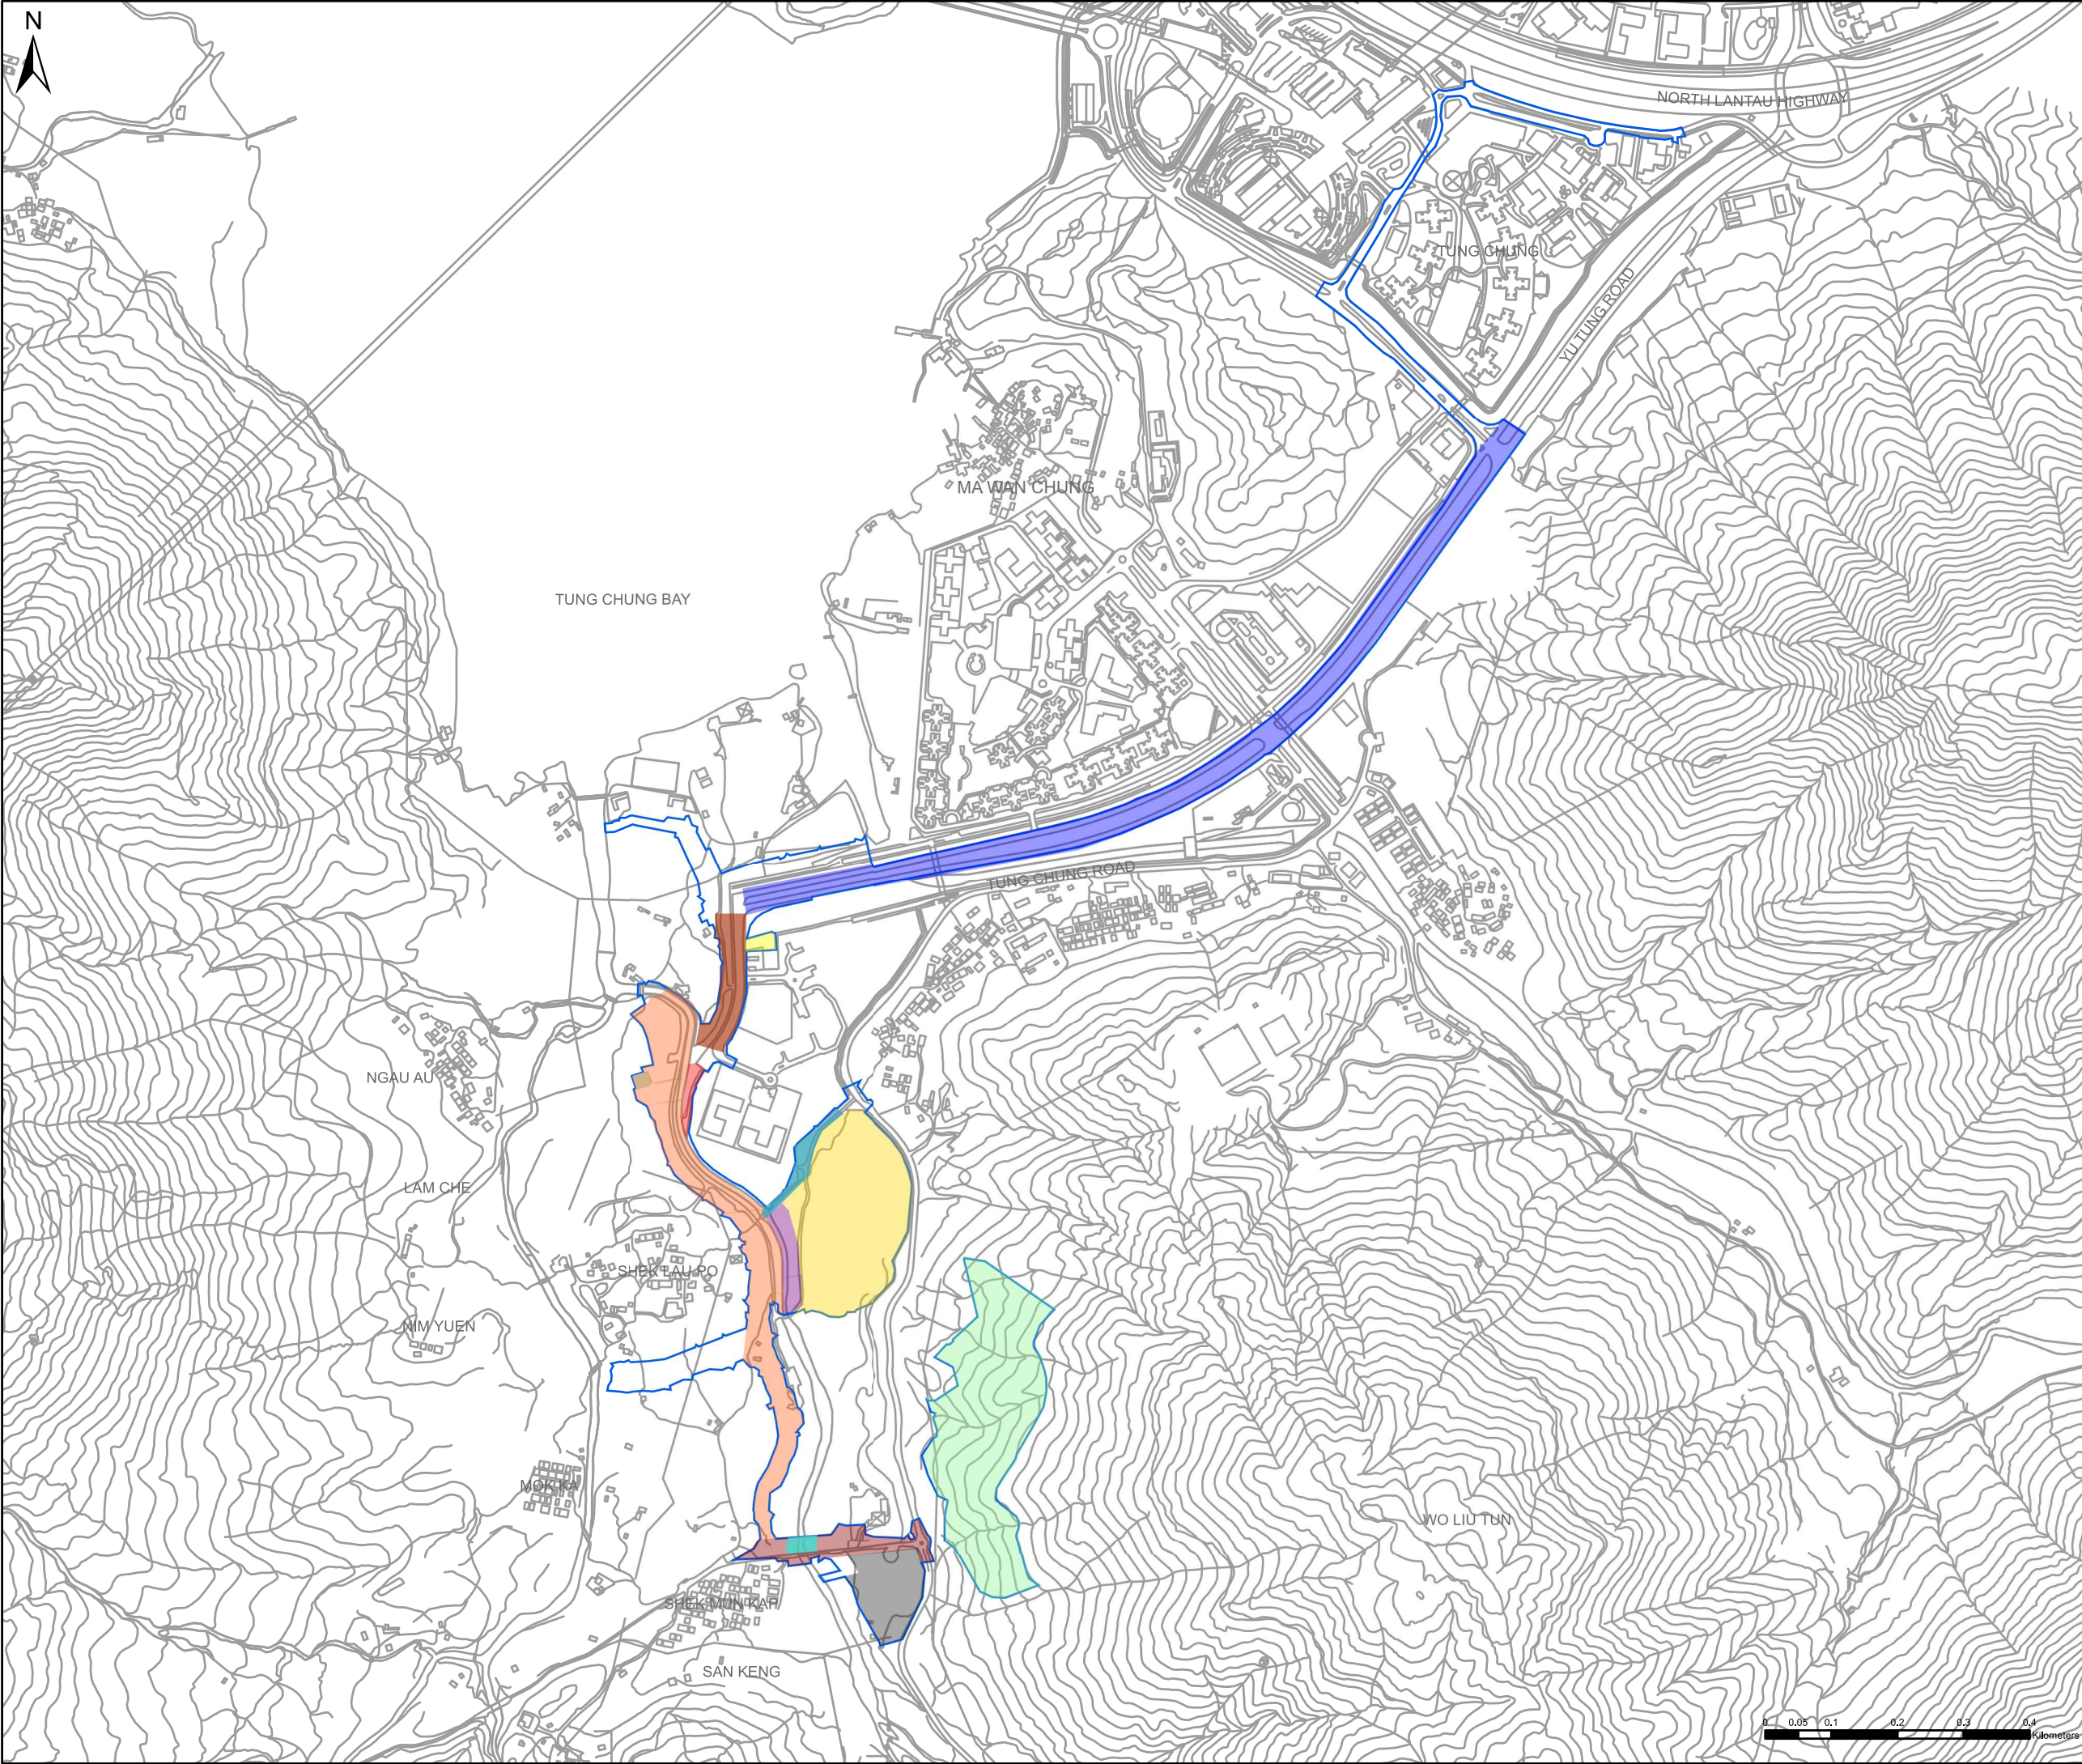 N
NORTH LANTAU HIGHWAY
TUNG CHUNG
YU TUNG ROAD
MA WAN CHUNG
TUNG CHUNG BAY
TUNG CHUNG ROAD
NGAU AU
LAM CHE
SHEK LAU PO
NIM YUEN
MOK KA
WO LIU TUN
SHEK MUN KAP
SAN KENG
0 0.05 0.1 0.2 0.3 0.4
Kilometers